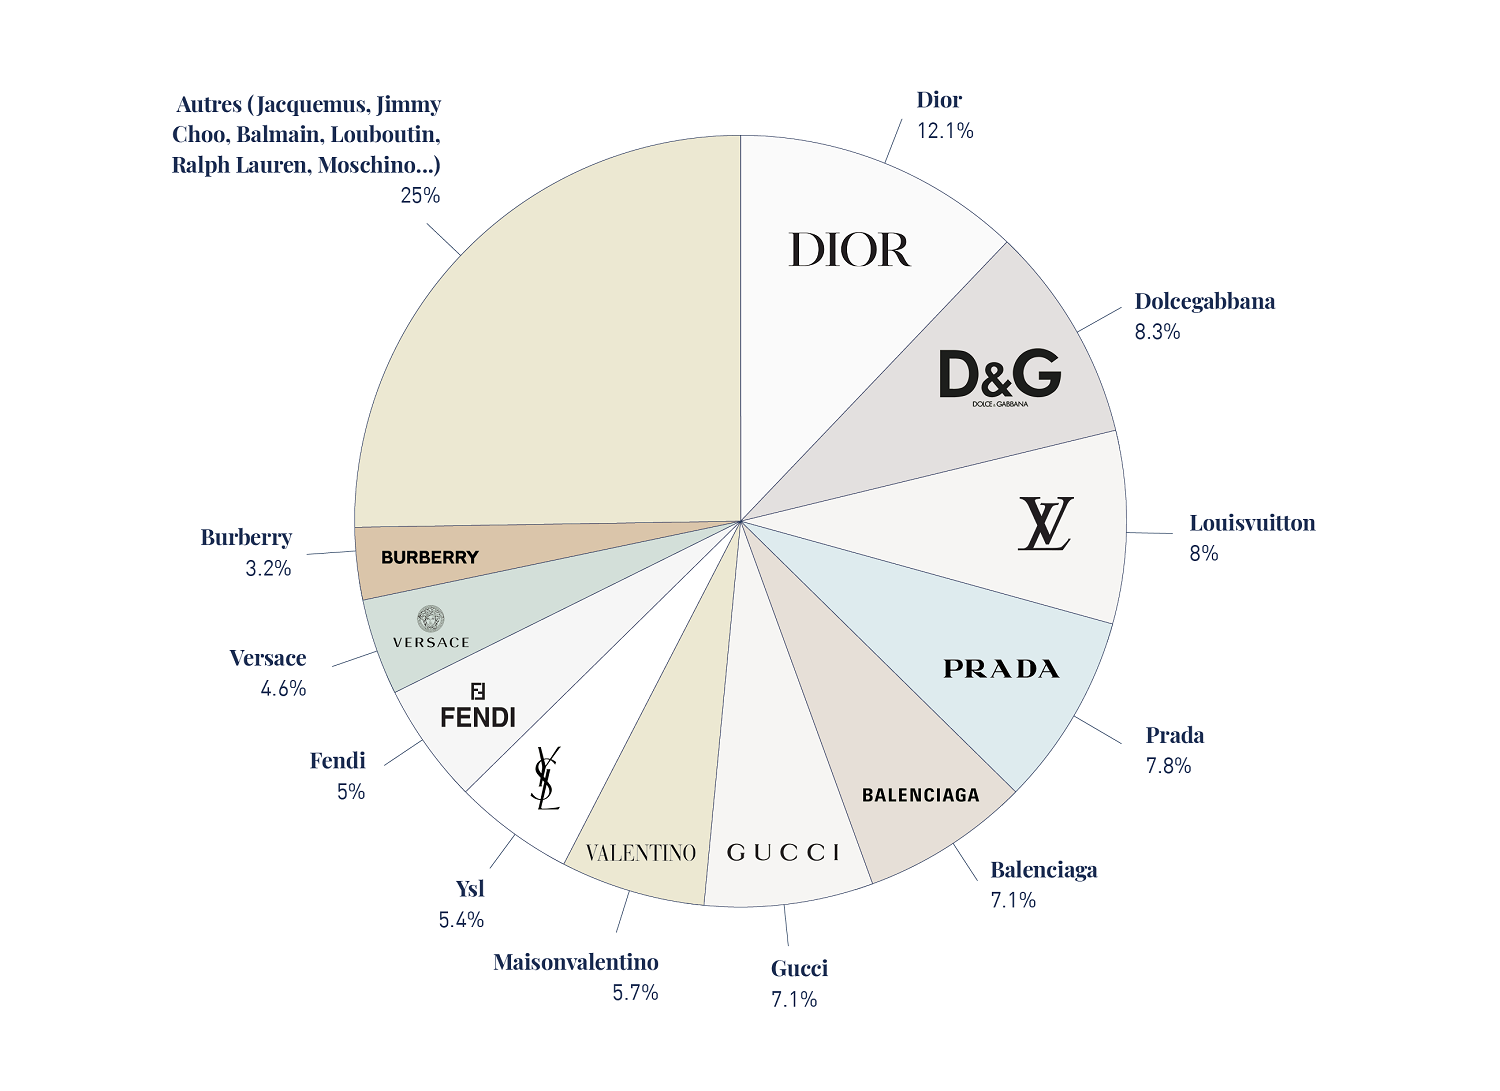 Autres (Jacquemus, Jimmy
Choo, Balmain, Louboutin,
Ralph Lauren, Moschino...)
25%
Dior
12.1%
DIOR
Dolcegabbana
8.3%
D&G
DOLCE & GABBANA
Louisvuitton
8%
LV
Prada
7.8%
PRADA
Balenciaga
7.1%
BALENCIAGA
Gucci
7.1%
GUCCI
Maisonvalentino
5.7%
VALENTINO
Ysl
5.4%
YSL
Fendi
5%
FENDI
Versace
4.6%
VERSACE
Burberry
3.2%
BURBERRY